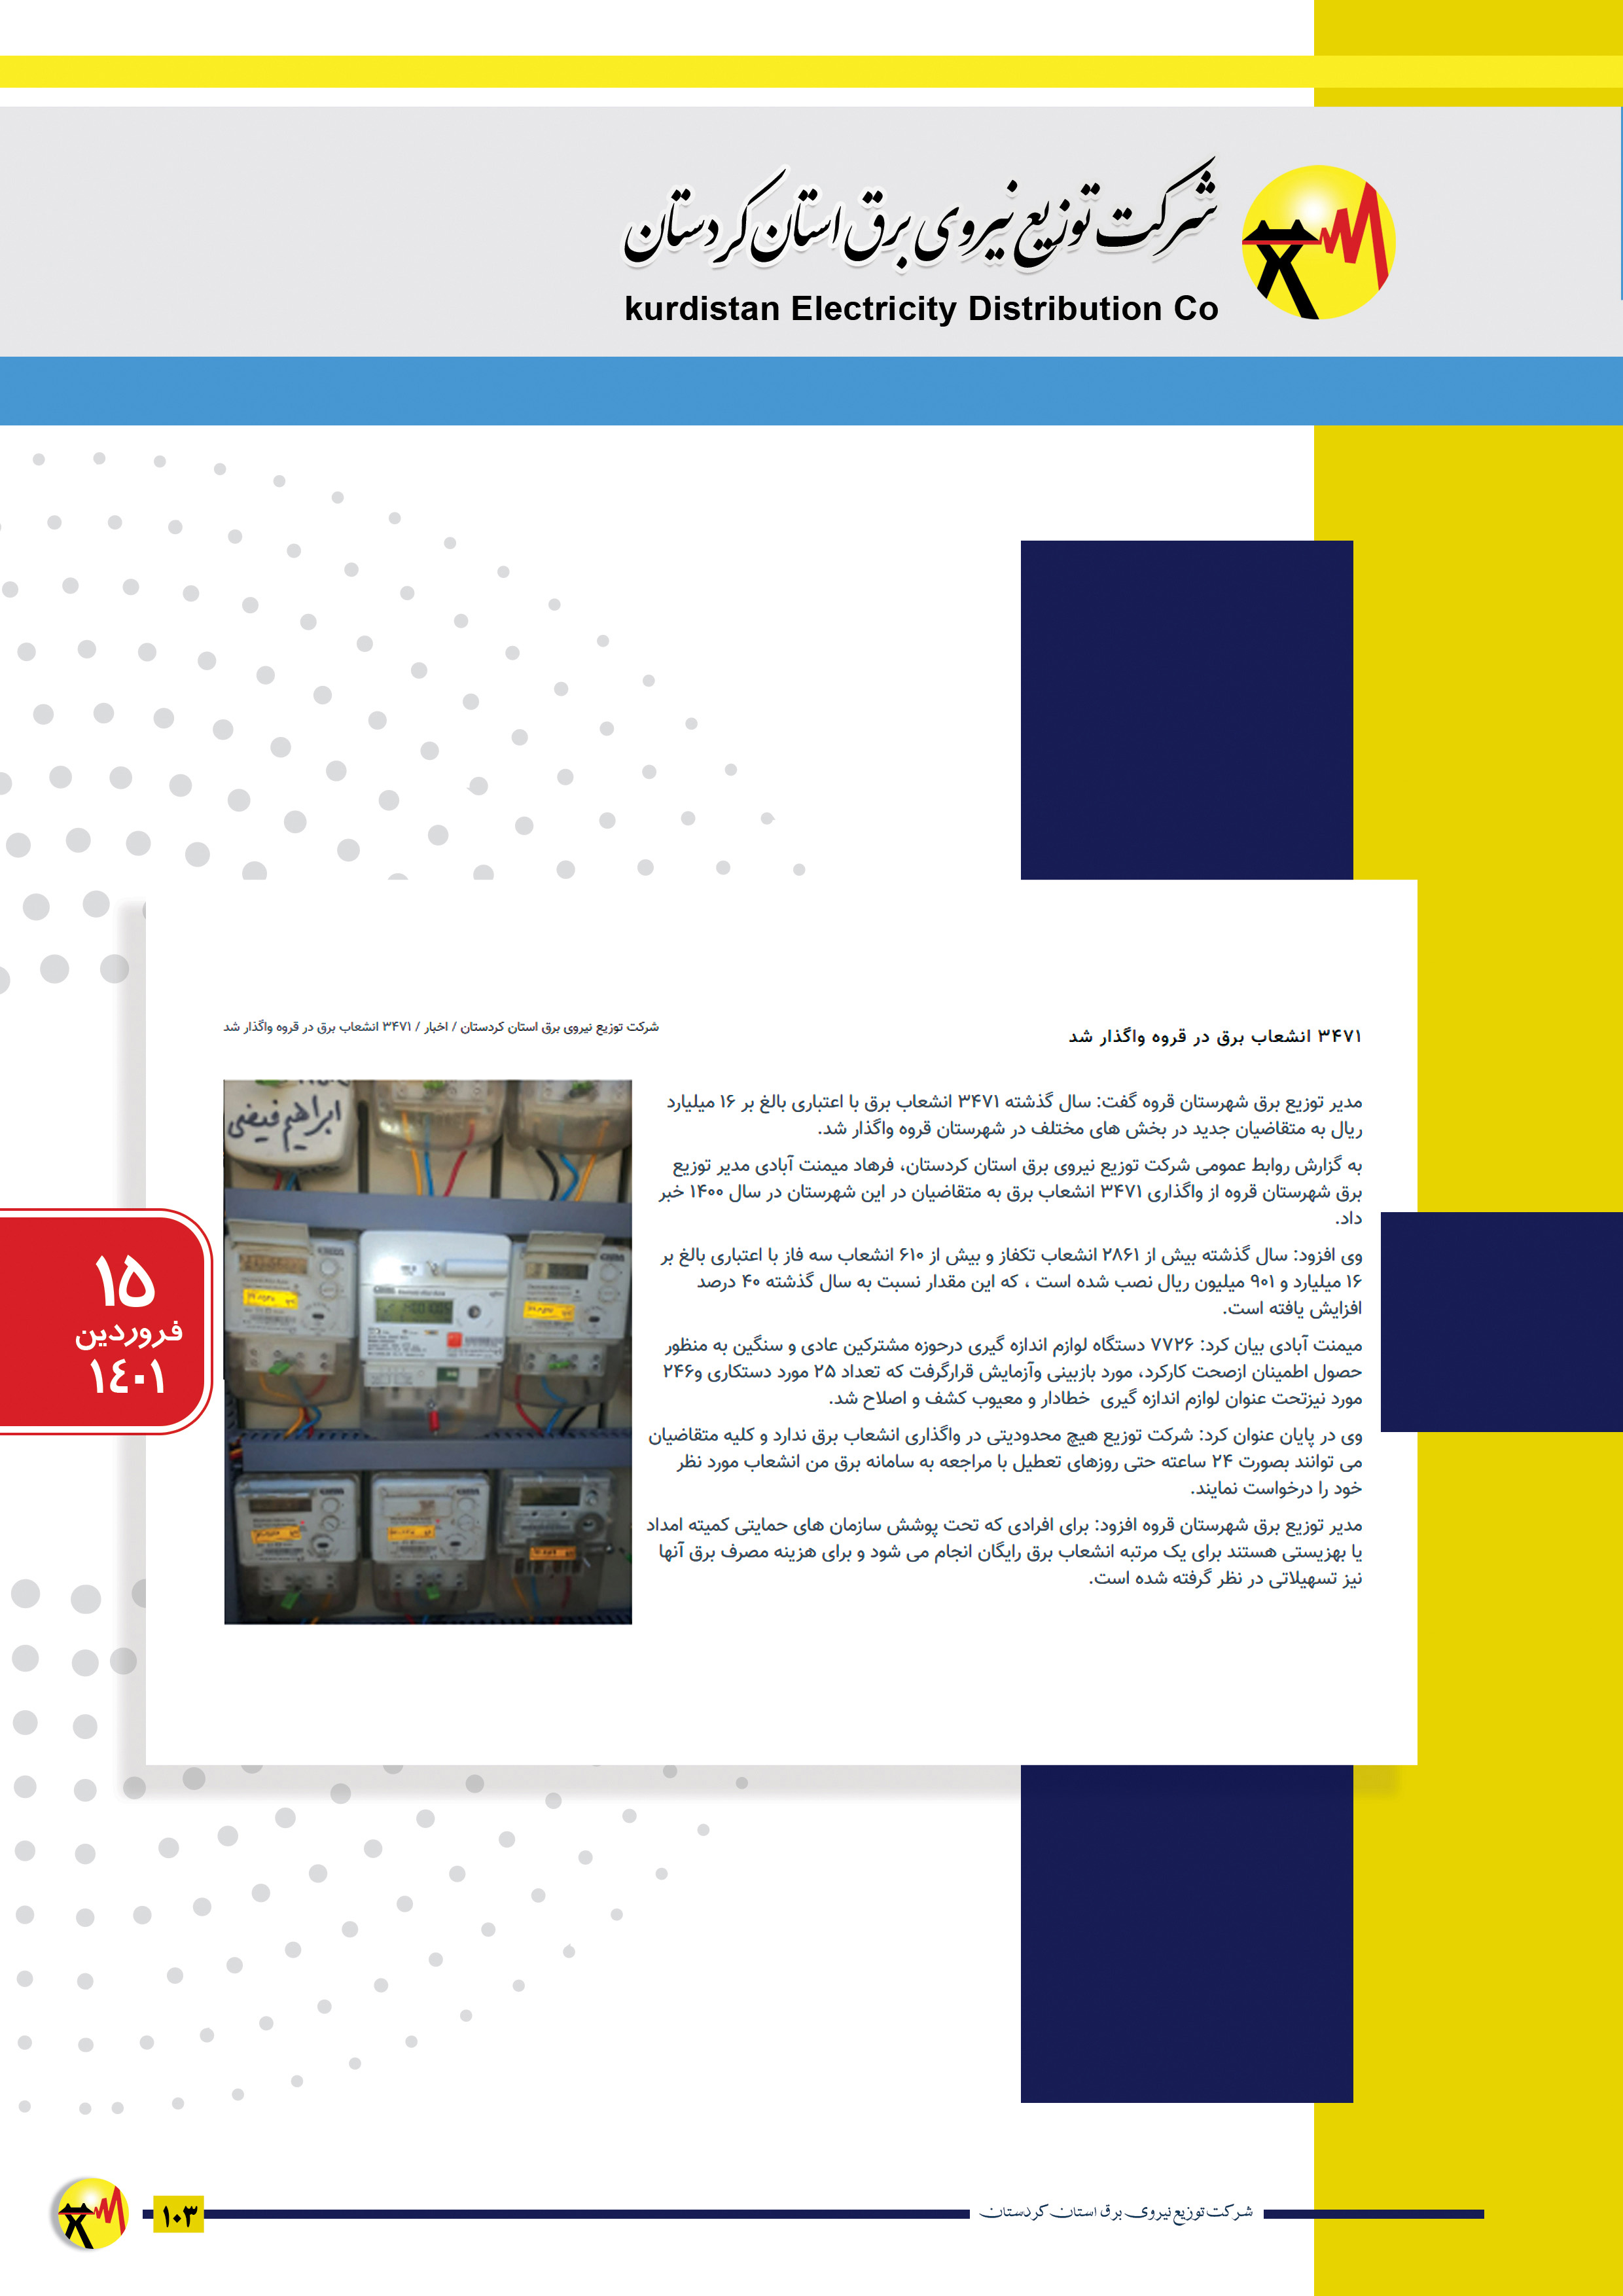 شرکت توزیع نیروی برق استان کردستان
kurdistan Electricity Distribution Co
۳۴۷۱ انشعاب برق در قروه واگذار شد
شرکت توزیع نیروی برق استان کردستان / اخبار / ۳۴۷۱ انشعاب برق در قروه واگذار شد
مدیر توزیع برق شهرستان قروه گفت: سال گذشته ۳۴۷۱ انشعاب برق با اعتباری بالغ بر ۱۶ میلیارد
ریال به متقاضیان جدید در بخش های مختلف در شهرستان قروه واگذار شد.
به گزارش روابط عمومی شرکت توزیع نیروی برق استان کردستان، فرهاد میمنت آبادی مدیر توزیع
برق شهرستان قروه از واگذاری ۳۴۷۱ انشعاب برق به متقاضیان در این شهرستان در سال ۱۴۰۰ خبر
داد.
وی افزود: سال گذشته بیش از ۲۸۶۱ انشعاب تکفاز و بیش از ۶۱۰ انشعاب سه فاز با اعتباری بالغ بر
۱۶ میلیارد و ۹۰۱ میلیون ریال نصب شده است ، که این مقدار نسبت به سال گذشته ۴۰ درصد
افزایش یافته است.
میمنت آبادی بیان کرد: ۷۷۲۶ دستگاه لوازم اندازه گیری درحوزه مشترکین عادی و سنگین به منظور
حصول اطمینان ازصحت کارکرد، مورد بازبینی وآزمایش قرارگرفت که تعداد ۲۵ مورد دستکاری و۲۴۶
مورد نیزتحت عنوان لوازم اندازه گیری خطادار و معیوب کشف و اصلاح شد.
وی در پایان عنوان کرد: شرکت توزیع هیچ محدودیتی در واگذاری انشعاب برق ندارد و کلیه متقاضیان
می توانند بصورت ۲۴ ساعته حتی روزهای تعطیل با مراجعه به سامانه برق من انشعاب مورد نظر
خود را درخواست نمایند.
مدیر توزیع برق شهرستان قروه افزود: برای افرادی که تحت پوشش سازمان های حمایتی کمیته امداد
یا بهزیستی هستند برای یک مرتبه انشعاب برق رایگان انجام می شود و برای هزینه مصرف برق آنها
نیز تسهیلاتی در نظر گرفته شده است.
ابراهیم فیضی
۱۵
فروردین
۱٤۰۱
شرکت توزیع نیروی برق استان کردستان
۱۰۳